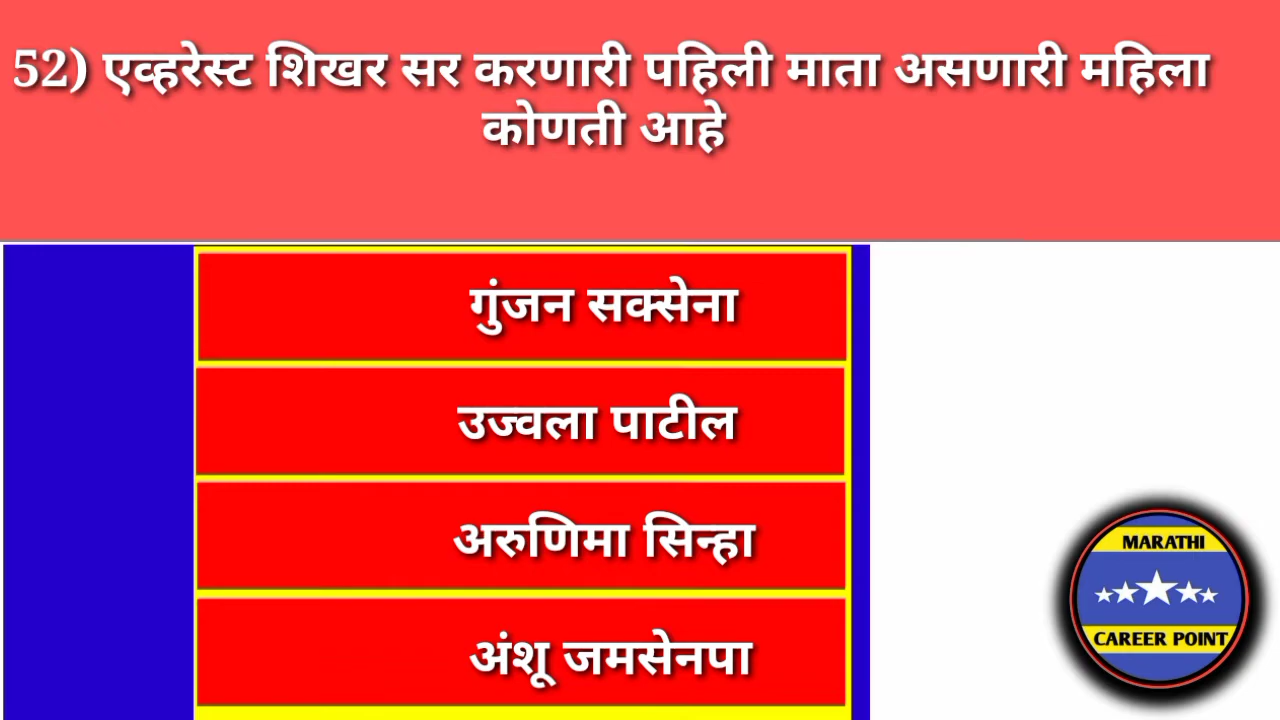 52) एव्हरेस्ट शिखर सर करणारी पहिली माता असणारी महिला
कोणती आहे
गुंजन सक्सेना
उज्वला पाटील
अरुणिमा सिन्हा
अंशू जमसेनपा
MARATHI
CAREER POINT